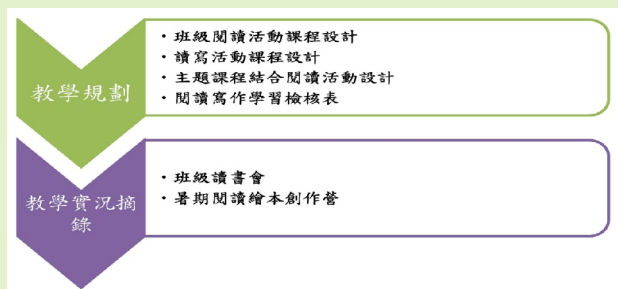 教學規劃
・班級閱讀活動課程設計
・讀寫活動課程設計
・主題課程結合閱讀活動設計
・閱讀寫作學習檢核表
教學實況摘
錄
・班級讀書會
・暑期閱讀繪本創作營